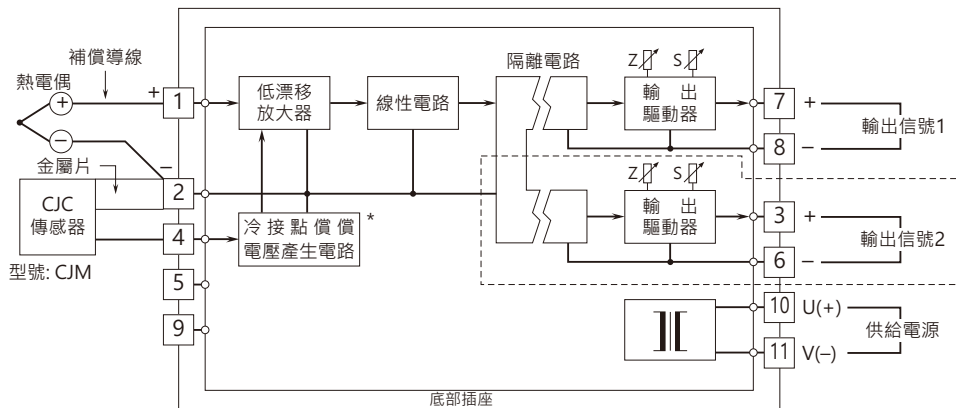 補償導線
熱電偶
+
+
–
–
金屬片
CJC
傳感器
型號: CJM
1
2
4
5
9
低漂移
放大器
線性電路
冷接點償償
電壓產生電路
*
隔離電路
Z
S
輸出
驅動器
Z
S
輸出
驅動器
7
+
8
–
輸出信號1
3
+
6
–
輸出信號2
10
U(+)
11
V(–)
供給電源
底部插座